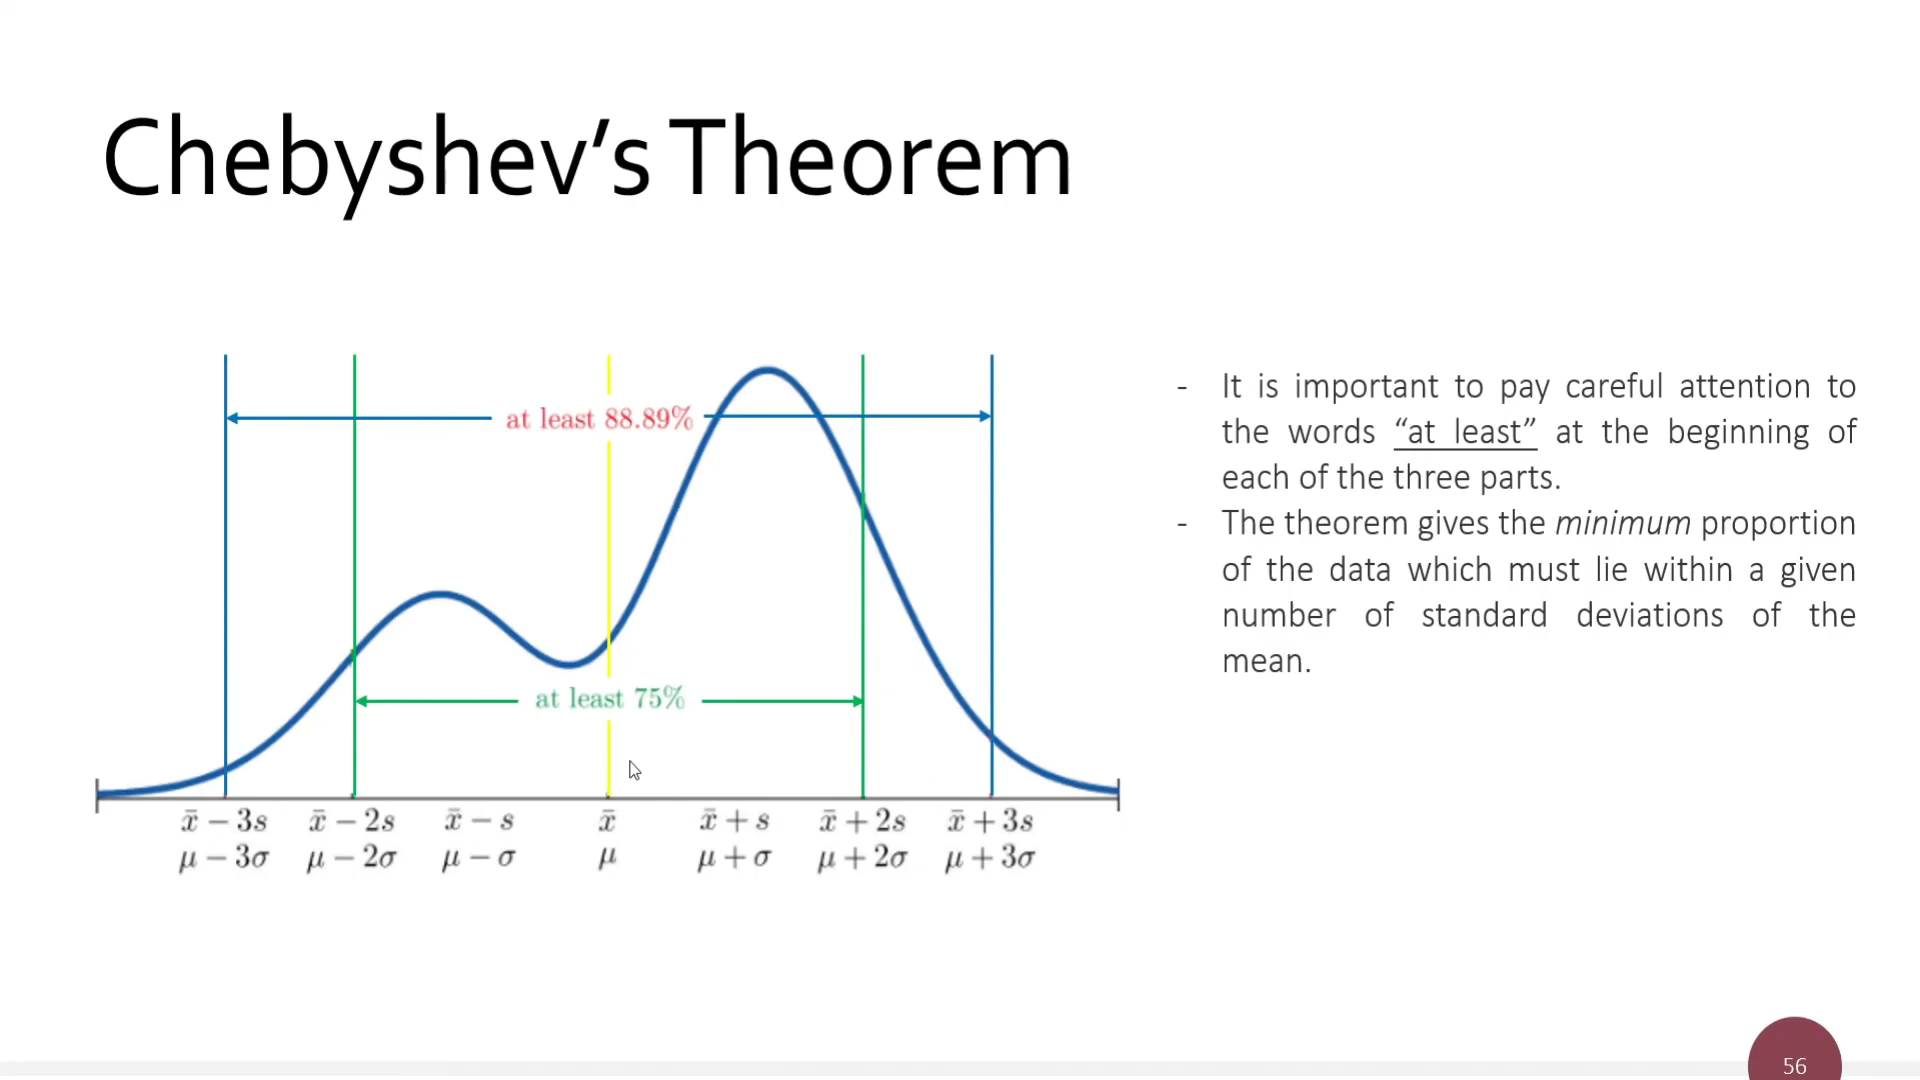 Chebyshev’s Theorem
at least 88.89%
at least 75%
x̄ − 3s x̄ − 2s x̄ − s x̄ x̄ + s x̄ + 2s x̄ + 3s
μ − 3σ μ − 2σ μ − σ μ μ + σ μ + 2σ μ + 3σ
- It is important to pay careful attention to
the words “at least” at the beginning of
each of the three parts.
- The theorem gives the minimum proportion
of the data which must lie within a given
number of standard deviations of the
mean.
56